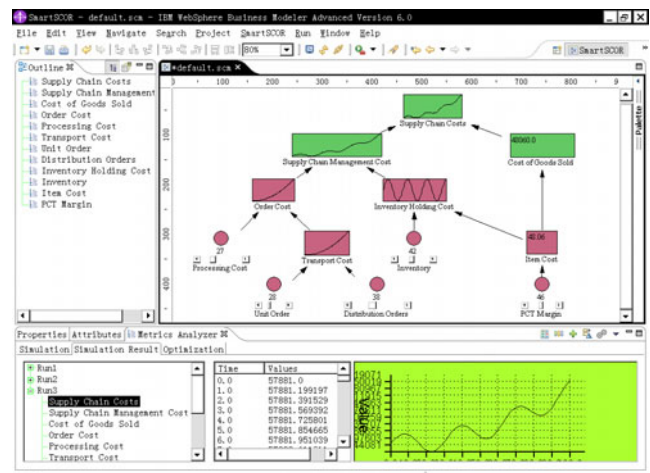 SmartSCOR - default.scm - IBM WebSphere Business Modeler Advanced Version 6.0
File Edit View Navigate Search Project SmartSCOR Run Window Help
80%
SmartSCOR
Outline
*default.scm
Supply Chain Costs
Supply Chain Management
Cost of Goods Sold
Order Cost
Processing Cost
Transport Cost
Unit Order
Distribution Orders
Inventory Holding Cost
Inventory
Item Cost
PCT Margin
100 200 300 400 500 600 700 800 9
100
200
300
400
Palette
Supply Chain Costs
Supply Chain Management Cost
Cost of Goods Sold
Order Cost
Inventory Holding Cost
48.96
27
Processing Cost
Transport Cost
42
Inventory
Item Cost
28
Unit Order
38
Distribution Orders
46
PCT Margin
Properties Attributes Metrics Analyzer
Simulation Simulation Result Optimization
Run1
Run2
Run3
Supply Chain Costs
Supply Chain Management Cost
Cost of Goods Sold
Order Cost
Processing Cost
Transport Cost
Time Values
0.0 57881.0
1.0 57881.199197
2.0 57881.391529
3.0 57881.569392
4.0 57881.725801
5.0 57881.854665
6.0 57881.951039
Value